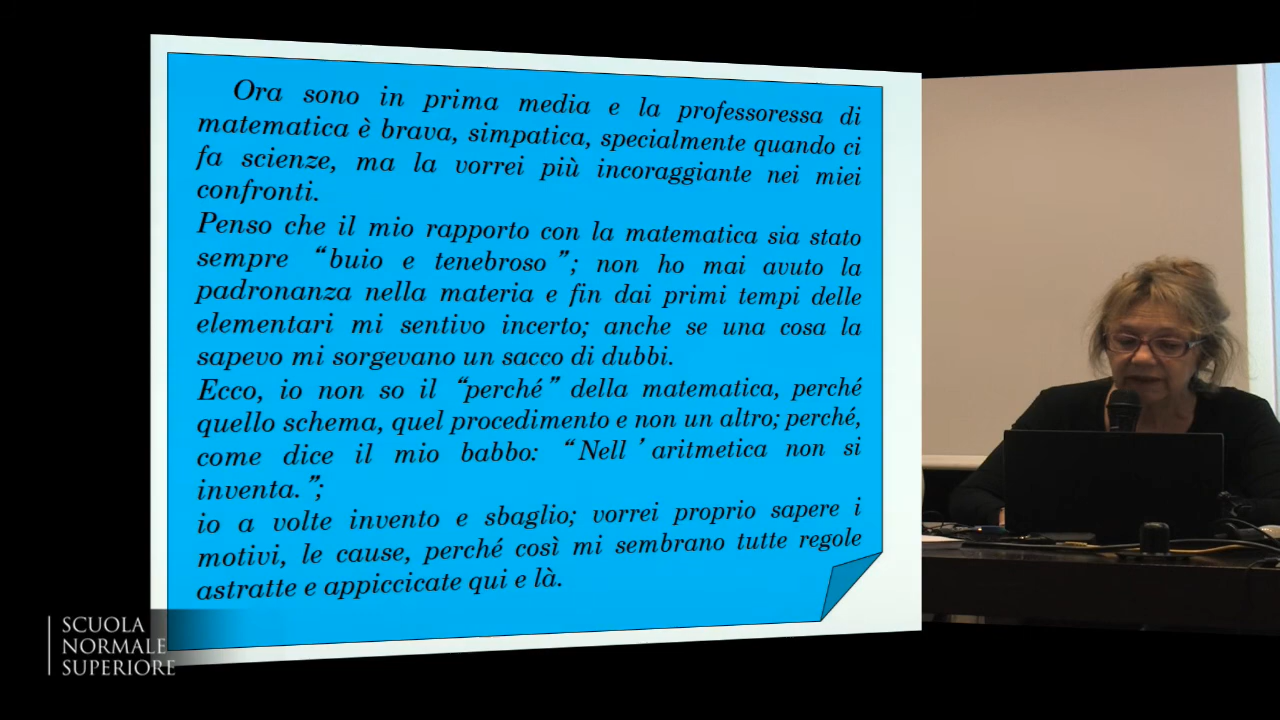 Ora sono in prima media e la professoressa di
matematica è brava, simpatica, specialmente quando ci
fa scienze, ma la vorrei più incoraggiante nei miei
confronti.
Penso che il mio rapporto con la matematica sia stato
sempre “buio e tenebroso”; non ho mai avuto la
padronanza nella materia e fin dai primi tempi delle
elementari mi sentivo incerto; anche se una cosa la
sapevo mi sorgevano un sacco di dubbi.
Ecco, io non so il “perché” della matematica, perché
quello schema, quel procedimento e non un altro; perché,
come dice il mio babbo: “Nell’aritmetica non si
inventa.”;
io a volte invento e sbaglio; vorrei proprio sapere i
motivi, le cause, perché così mi sembrano tutte regole
astratte e appiccicate qui e là.
SCUOLA
NORMALE
SUPERIORE